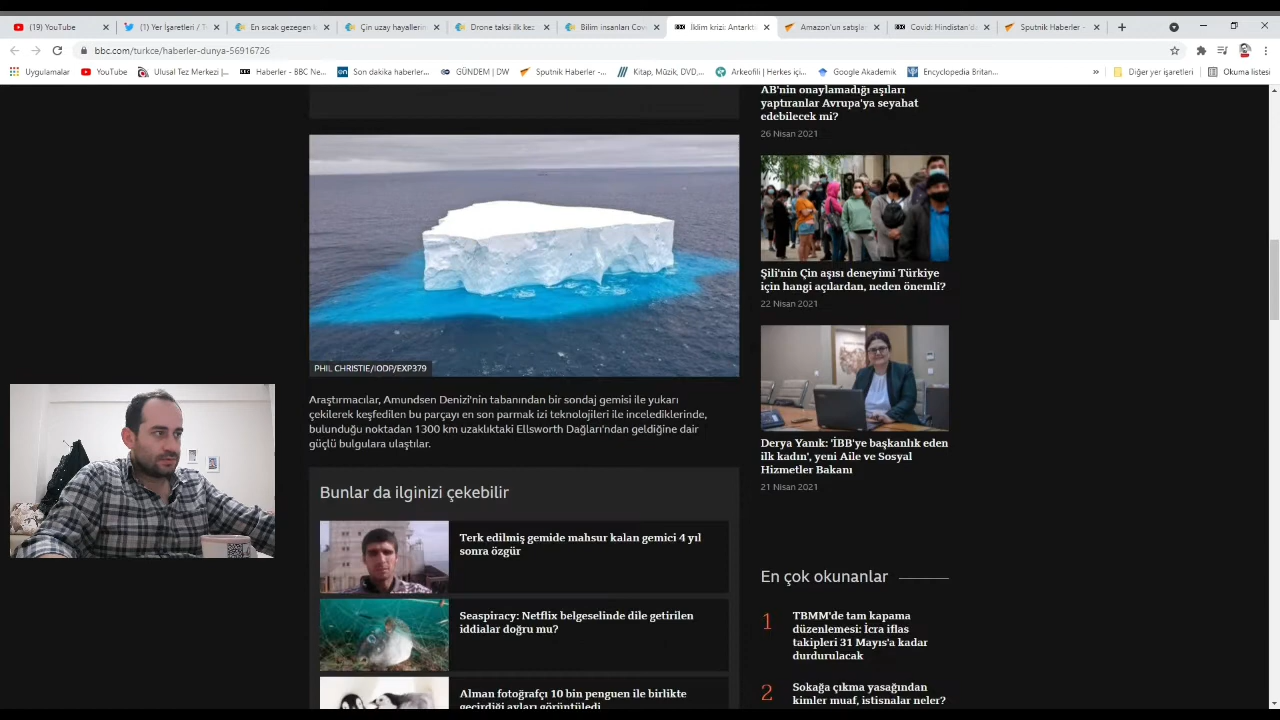 (19) YouTube
(1) Yer İşaretleri / T
En sıcak gezegen k
Çin uzay hayallerin
Drone taksi ilk kez
Bilim insanları Cov
İklim krizi: Antarkt
Amazon'un satışla
Covid: Hindistan'da
Sputnik Haberler -
bbc.com/turkce/haberler-dunya-56916726
Uygulamalar
YouTube
Ulusal Tez Merkezi |...
Haberler - BBC Ne...
Son dakika haberler...
GÜNDEM | DW
Sputnik Haberler -...
Kitap, Müzik, DVD,...
Arkeofili | Herkes içi...
Google Akademik
Encyclopedia Britan...
»
Diğer yer işaretleri
Okuma listesi
PHIL CHRISTIE/IODP/EXP379
Araştırmacılar, Amundsen Denizi'nin tabanından bir sondaj gemisi ile yukarı
çekilerek keşfedilen bu parçayı en son parmak izi teknolojileri ile incelediklerinde,
bulunduğu noktadan 1300 km uzaklıktaki Ellsworth Dağları'ndan geldiğine dair
güçlü bulgulara ulaştılar.
Bunlar da ilginizi çekebilir
Terk edilmiş gemide mahsur kalan gemici 4 yıl
sonra özgür
Seaspiracy: Netflix belgeselinde dile getirilen
iddialar doğru mu?
Alman fotoğrafçı 10 bin penguen ile birlikte
geçirdiği ayları görüntüledi
AB'nin onaylamadığı aşıları
yaptıranlar Avrupa'ya seyahat
edebilecek mi?
26 Nisan 2021
Şili'nin Çin aşısı deneyimi Türkiye
için hangi açılardan, neden önemli?
22 Nisan 2021
Derya Yanık: 'İBB'ye başkanlık eden
ilk kadın', yeni Aile ve Sosyal
Hizmetler Bakanı
21 Nisan 2021
En çok okunanlar
1
TBMM'de tam kapama
düzenlemesi: İcra iflas
takipleri 31 Mayıs'a kadar
durdurulacak
2
Sokağa çıkma yasağından
kimler muaf, istisnalar neler?